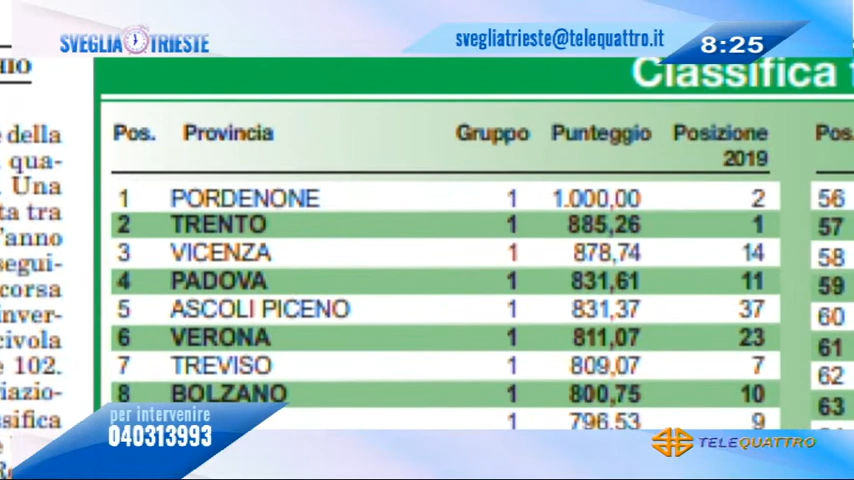 SVEGLIA TRIESTE
svegliatrieste@telequattro.it
8:25
Classifica
Pos. Provincia Gruppo Punteggio Posizione 2019 Pos.
1 PORDENONE 1 1.000,00 2 56
2 TRENTO 1 885,26 1 57
3 VICENZA 1 878,74 14 58
4 PADOVA 1 831,61 11 59
5 ASCOLI PICENO 1 831,37 37 60
6 VERONA 1 811,07 23 61
7 TREVISO 1 809,07 7 62
8 BOLZANO 1 800,75 10 63
1 796,53 9
della
qua-
Una
ta tra
'anno
segui-
corsa
inver-
civola
e 102.
iazio-
ssifica
per intervenire
040313993
TELEQUATTRO